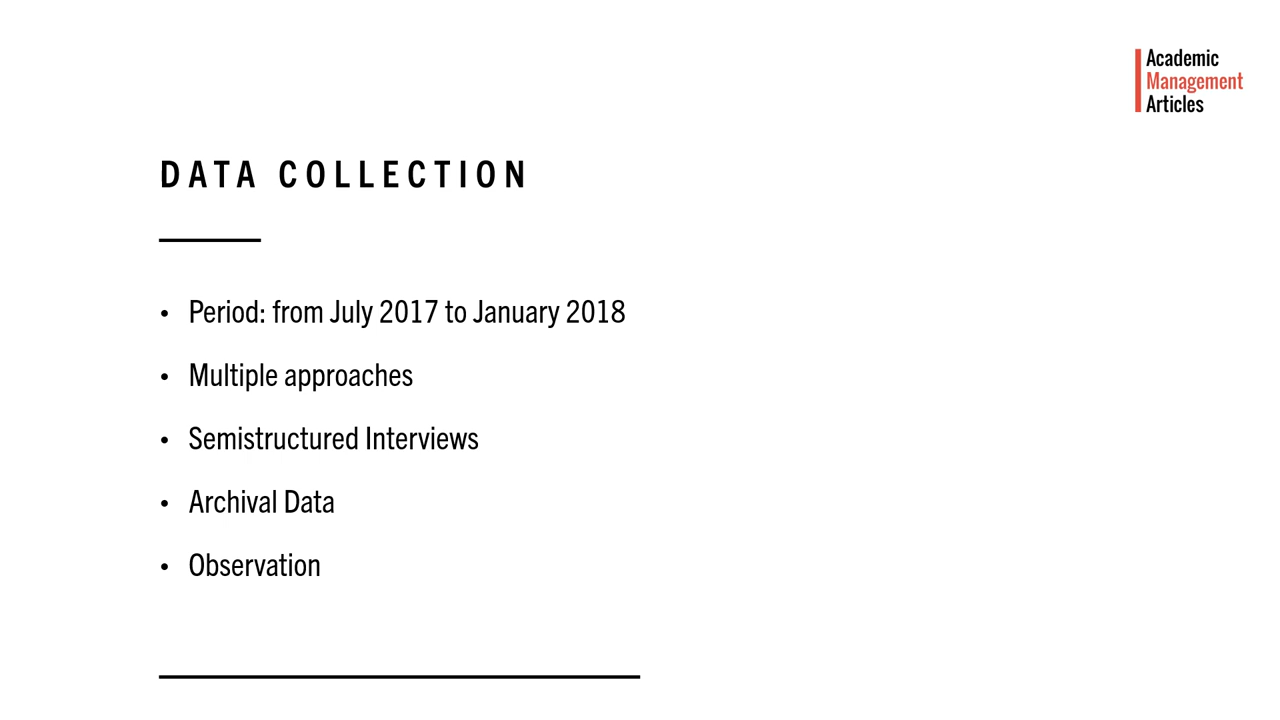 Academic
Management
Articles
DATA COLLECTION
• Period: from July 2017 to January 2018
• Multiple approaches
• Semistructured Interviews
• Archival Data
• Observation